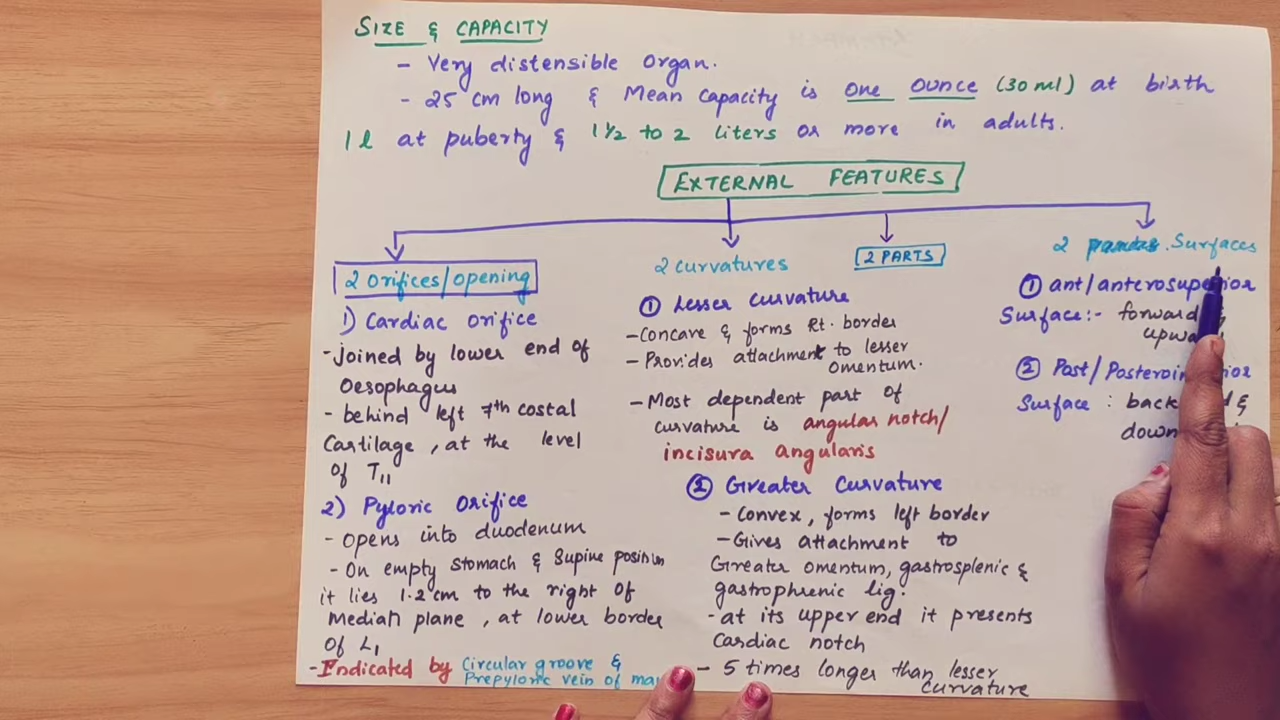 SIZE & CAPACITY
- Very distensible organ.
- 25 cm long & Mean capacity is one ounce (30 ml) at birth
1 l at puberty & 1 1/2 to 2 liters or more in adults.
EXTERNAL FEATURES
2 Orifices/opening
1) Cardiac orifice
- joined by lower end of
Oesophagus
- behind left 7th costal
Cartilage, at the level
of T11
2) Pyloric Orifice
- opens into duodenum
- On empty stomach & Supine position
it lies 1.2 cm to the right of
Median plane, at lower border
of L1
- Indicated by Circular groove &
Prepyloric vein of
2 curvatures
① Lesser curvature
- Concave & forms Rt. border
- Provides attachment to lesser
omentum.
- Most dependent part of
curvature is angular notch/
incisura angularis
② Greater Curvature
- Convex, forms left border
- Gives attachment to
Greater omentum, gastrosplenic &
gastrophrenic lig.
- at its upper end it presents
Cardiac notch
- 5 times longer than lesser
curvature
2 PARTS
2 Surfaces
① ant/anterosuperior
Surface:- forward &
② Post/
Surface : &